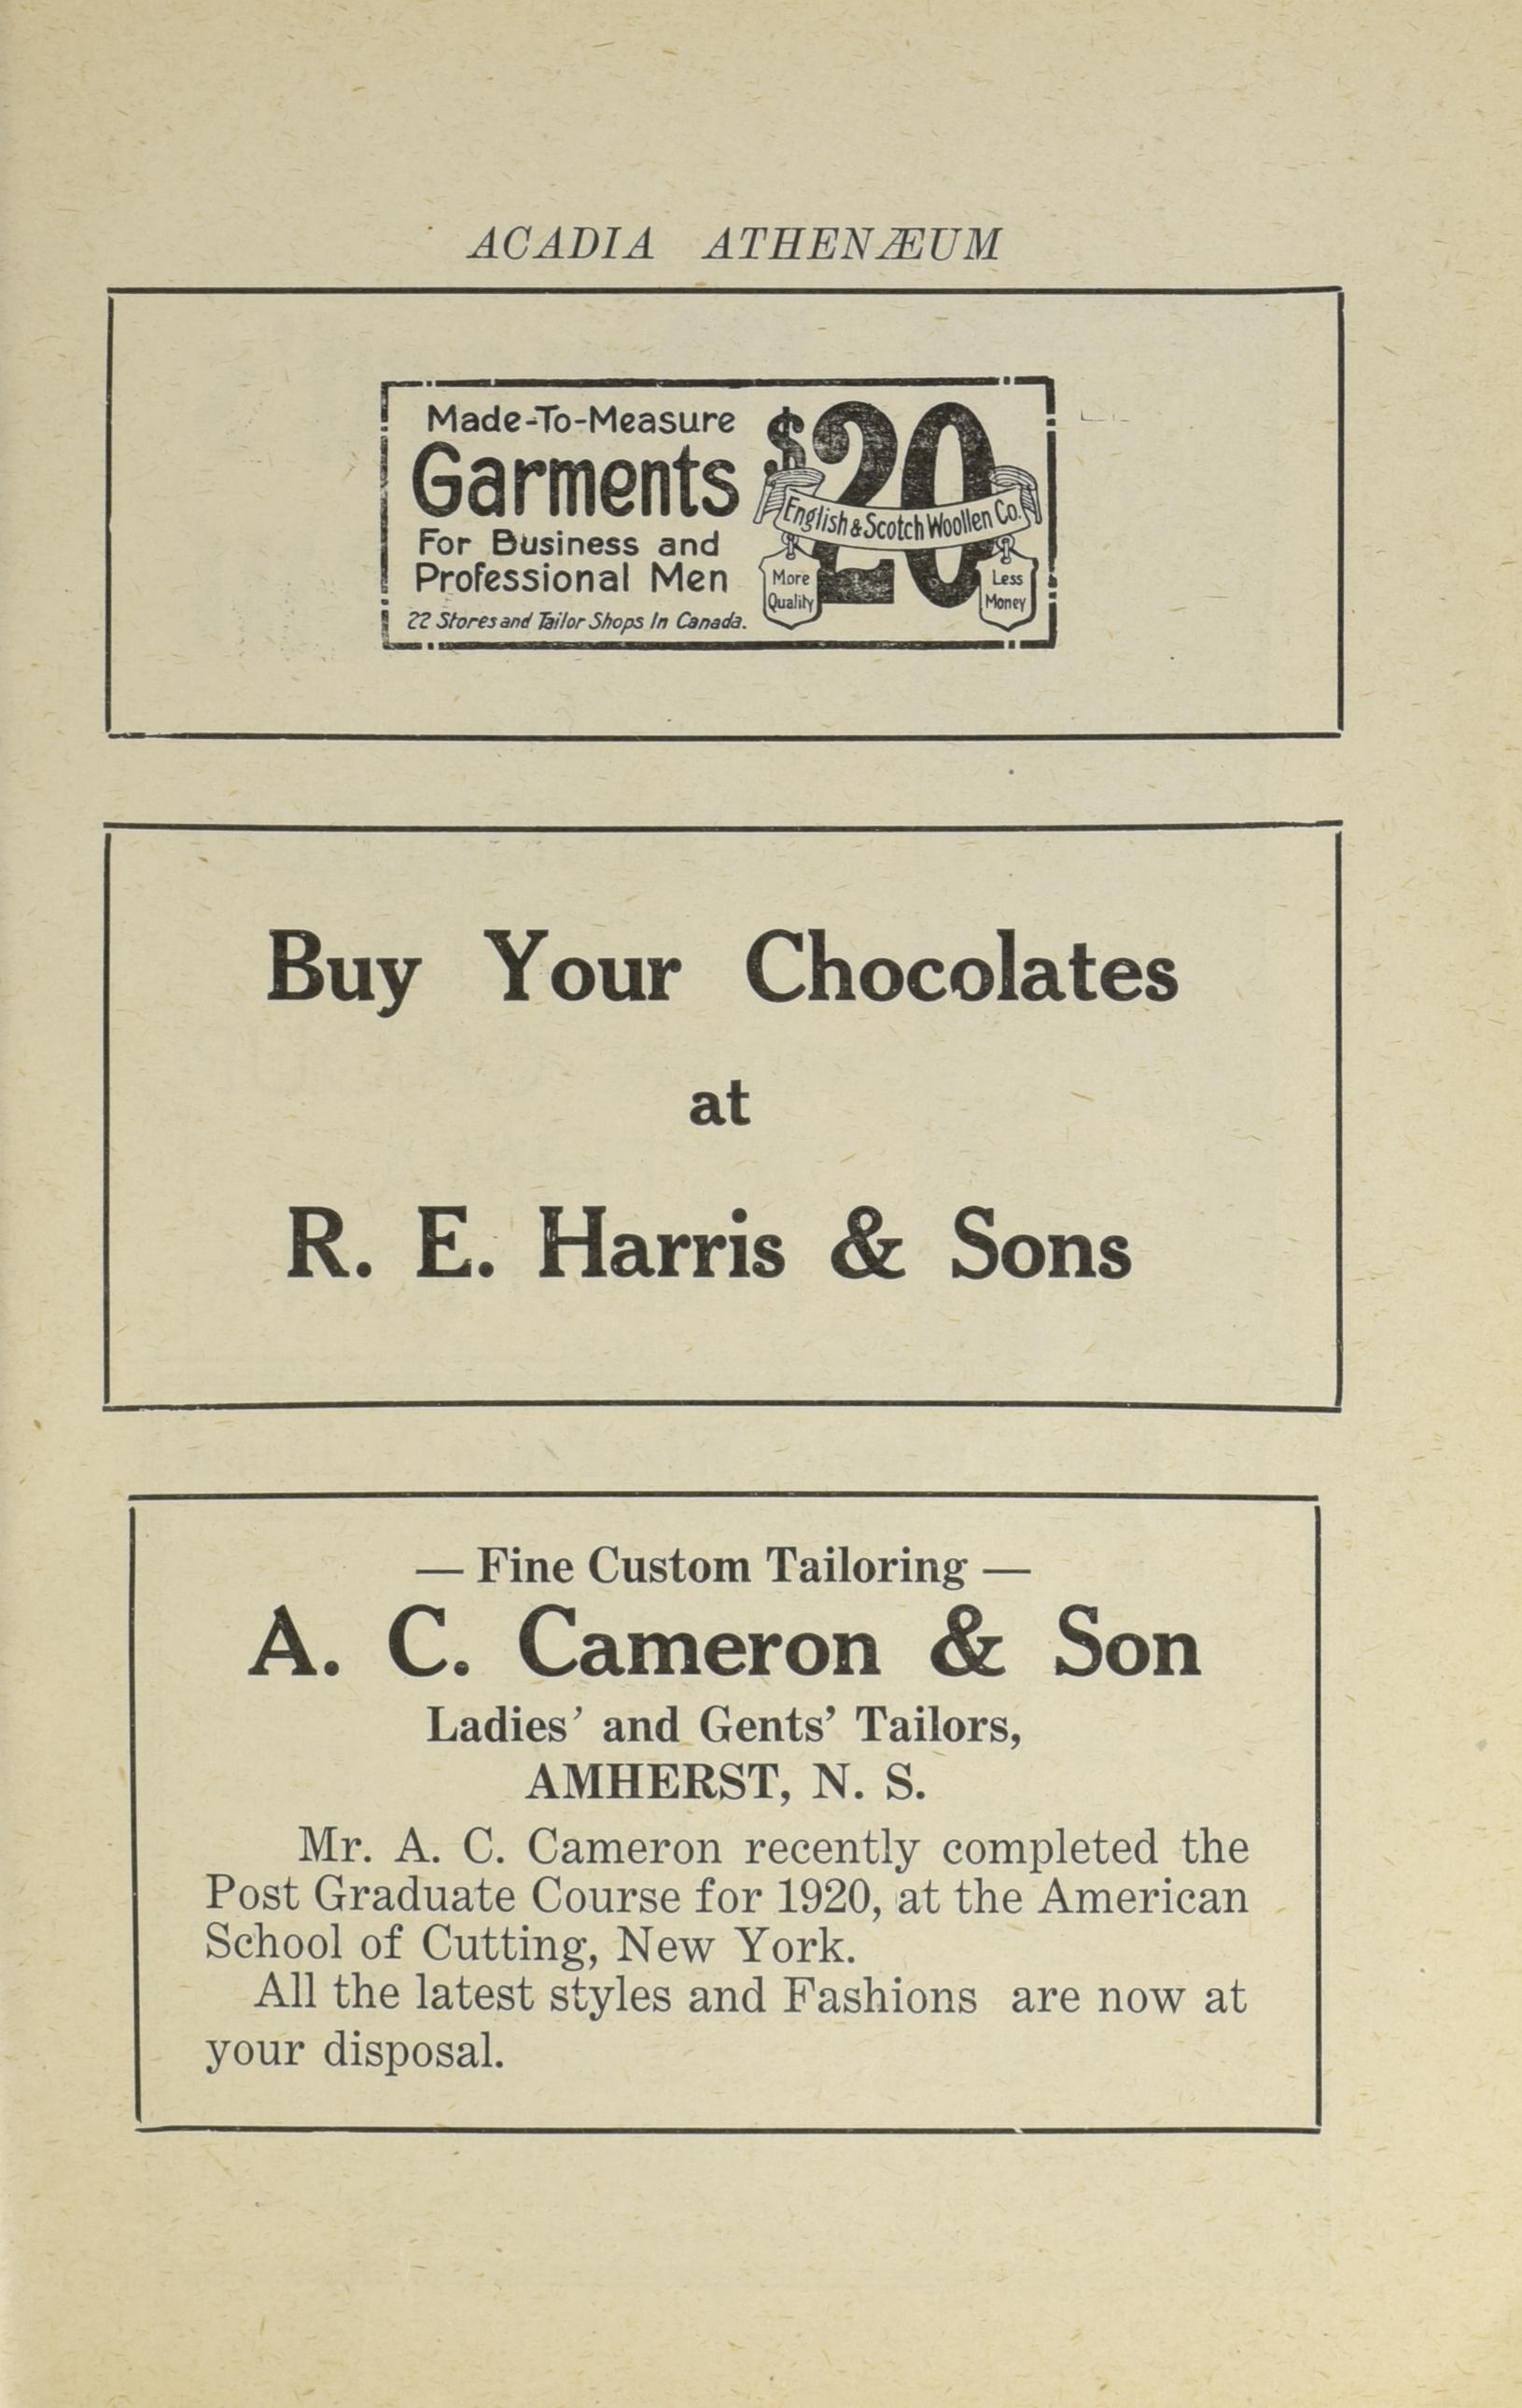 ACADIA ATHENÆUM
Made-To-Measure
Garments
For Business and
Professional Men
22 Stores and Tailor Shops In Canada.
$20
English & Scotch Woollen Co.
More
Quality
Less
Money
Buy Your Chocolates
at
R. E. Harris & Sons
— Fine Custom Tailoring —
A. C. Cameron & Son
Ladies’ and Gents’ Tailors,
AMHERST, N. S.
Mr. A. C. Cameron recently completed the
Post Graduate Course for 1920, at the American
School of Cutting, New York.
All the latest styles and Fashions are now at
your disposal.